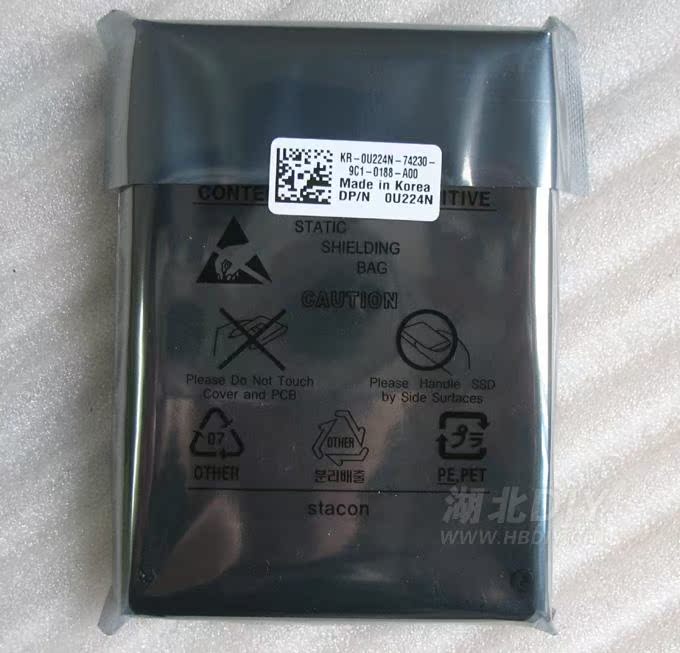 KR-0U224N-74230-
9C1-0188-A00
Made in Korea
DP/N 0U224N
CONTE ITIVE
STATIC
SHIELDING
BAG
CAUTION
Please Do Not Touch
Cover and PCB
Please Handle SSD
by Side Surfaces
07
OTHER
OTHER
분리배출
プラ
PE,PET
stacon
湖北DIY
WWW.HBDIY.C